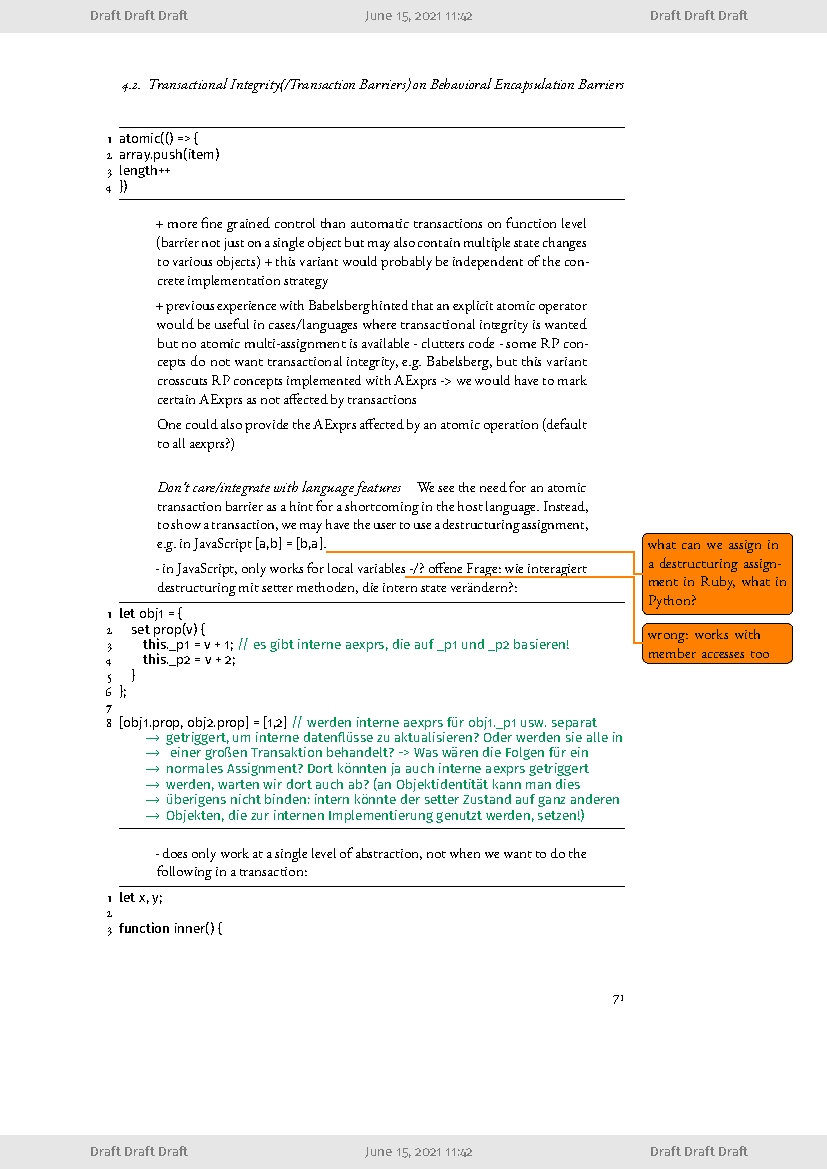 Draft Draft Draft June 15, 2021 11:42 Draft Draft Draft
4.2. Transactional Integrity(/Transaction Barriers) on Behavioral Encapsulation Barriers
1 atomic(() => {
2 array.push(item)
3 length++
4 })
+ more fine grained control than automatic transactions on function level
(barrier not just on a single object but may also contain multiple state changes
to various objects) + this variant would probably be independent of the con-
crete implementation strategy
+ previous experience with Babelsberg hinted that an explicit atomic operator
would be useful in cases/languages where transactional integrity is wanted
but no atomic multi-assignment is available - clutters code - some RP con-
cepts do not want transactional integrity, e.g. Babelsberg, but this variant
crosscuts RP concepts implemented with AExprs -> we would have to mark
certain AExprs as not affected by transactions
One could also provide the AExprs affected by an atomic operation (default
to all aexprs?)
Don't care/integrate with language features We see the need for an atomic
transaction barrier as a hint for a shortcoming in the host language. Instead,
to show a transaction, we may have the user to use a destructuring assignment,
e.g. in JavaScript [a,b] = [b,a].
- in JavaScript, only works for local variables -/? offene Frage: wie interagiert
destructuring mit setter methoden, die intern state verändern?:
what can we assign in
a destructuring assign-
ment in Ruby, what in
Python?
wrong: works with
member accesses too
1 let obj1 = {
2 set prop(v) {
3 this._p1 = v + 1; // es gibt interne aexprs, die auf _p1 und _p2 basieren!
4 this._p2 = v + 2;
5 }
6 };
7
8 [obj1.prop, obj2.prop] = [1,2] // werden interne aexprs für obj1._p1 usw. separat
→ getriggert, um interne datenflüsse zu aktualisieren? Oder werden sie alle in
→ einer großen Transaktion behandelt? -> Was wären die Folgen für ein
→ normales Assignment? Dort könnten ja auch interne aexprs getriggert
→ werden, warten wir dort auch ab? (an Objektidentität kann man dies
→ überigens nicht binden: intern könnte der setter Zustand auf ganz anderen
→ Objekten, die zur internen Implementierung genutzt werden, setzen!)
- does only work at a single level of abstraction, not when we want to do the
following in a transaction:
1 let x, y;
2
3 function inner() {
71
Draft Draft Draft June 15, 2021 11:42 Draft Draft Draft